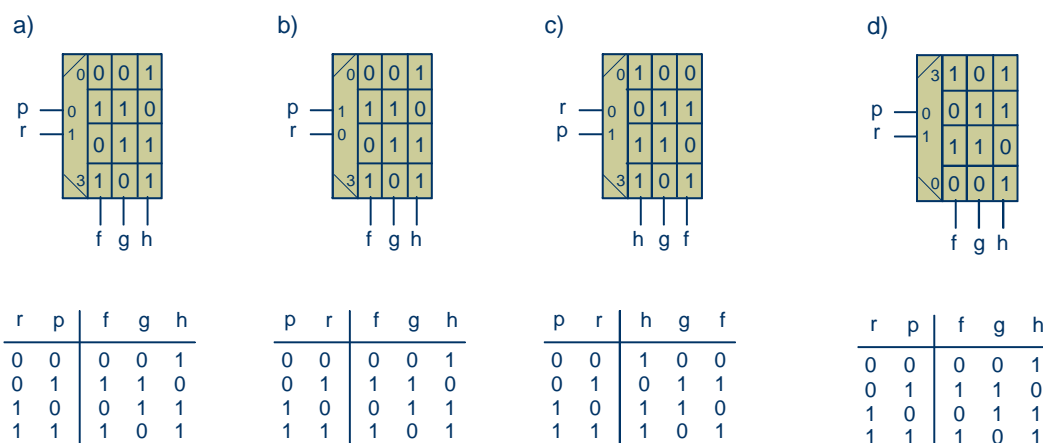 a) b) c) d)
0 0 0 1 0 0 0 1 0 1 0 0 3 1 0 1
p 0 1 1 0 p 1 1 1 0 r 0 0 1 1 p 0 0 1 1
r 1 0 1 1 r 0 0 1 1 p 1 1 1 0 r 1 1 1 0
3 1 0 1 3 1 0 1 3 1 0 1 0 0 0 1
f g h f g h h g f f g h
r p f g h p r f g h p r h g f r p f g h
0 0 0 0 1 0 0 0 0 1 0 0 1 0 0 0 0 0 0 1
0 1 1 1 0 0 1 1 1 0 0 1 0 1 1 0 1 1 1 0
1 0 0 1 1 1 0 0 1 1 1 0 1 1 0 1 0 0 1 1
1 1 1 0 1 1 1 1 0 1 1 1 1 0 1 1 1 1 0 1